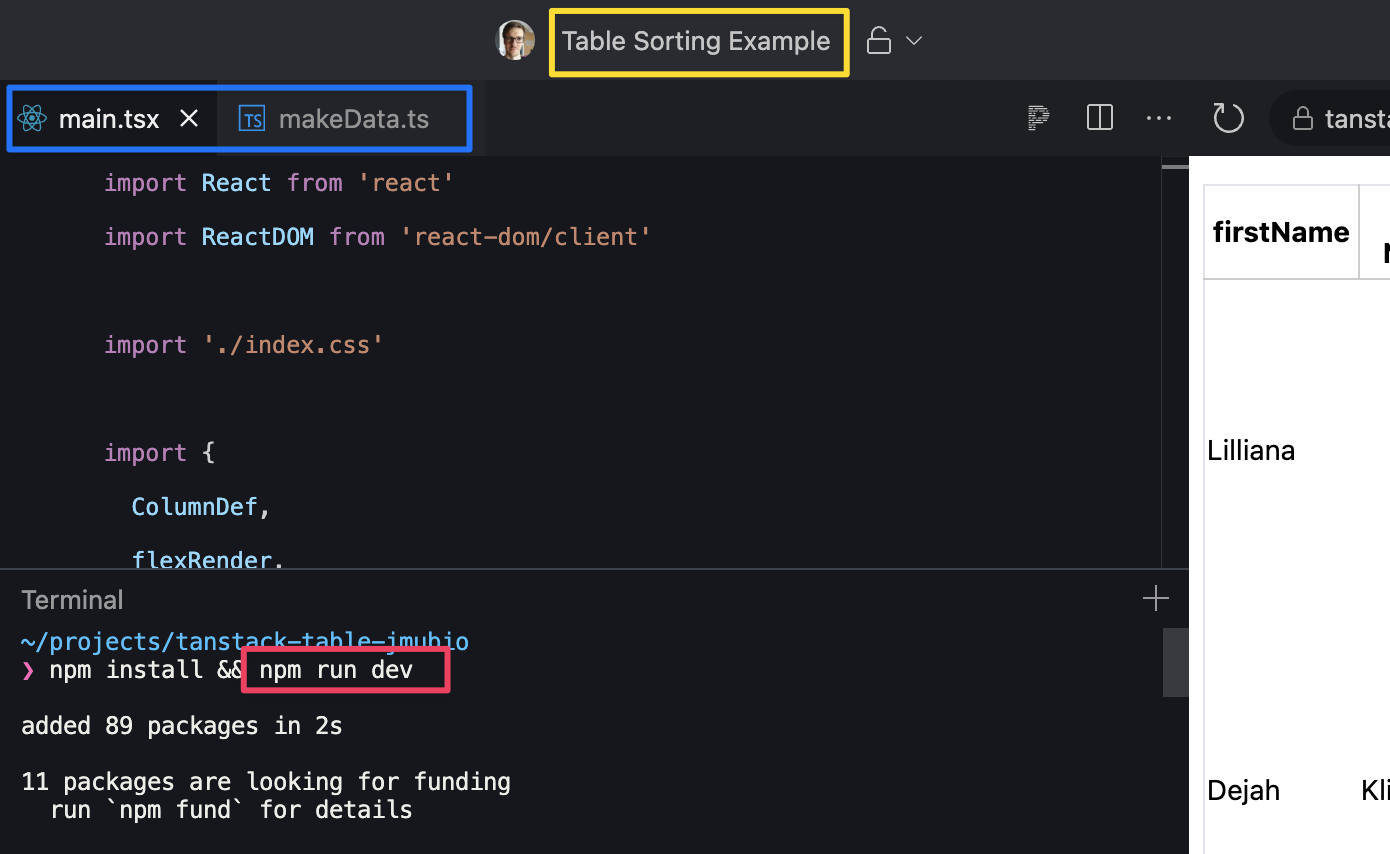 Table Sorting Example
main.tsx
TS makeData.ts
import React from 'react'
import ReactDOM from 'react-dom/client'
import './index.css'
import {
ColumnDef,
flexRender,
Terminal
~/projects/tanstack-table-jmubio
❯ npm install && npm run dev
added 89 packages in 2s
11 packages are looking for funding
run `npm fund` for details
firstName
Lilliana
Dejah